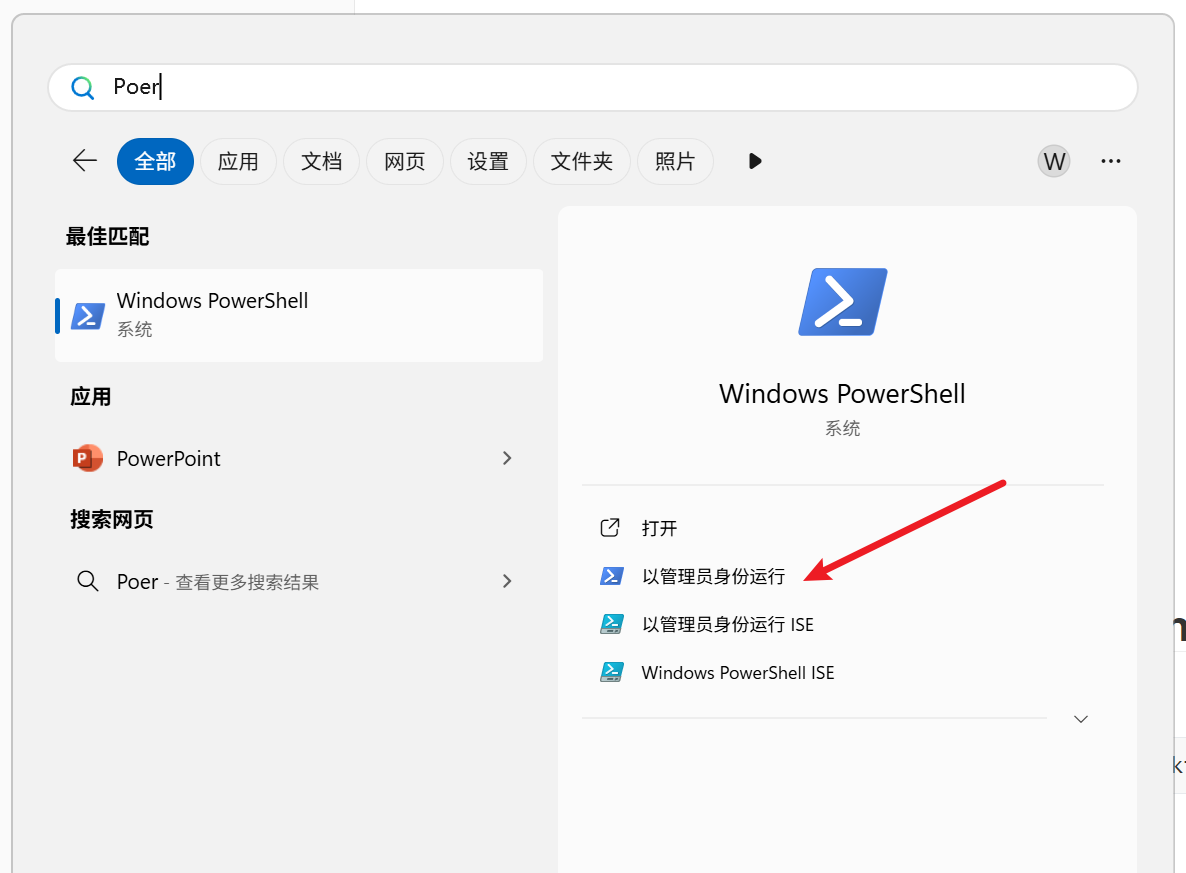 Poer
全部 应用 文档 网页 设置 文件夹 照片 W
最佳匹配
Windows PowerShell
系统
应用
PowerPoint
搜索网页
Poer - 查看更多搜索结果
Windows PowerShell
系统
打开
以管理员身份运行
以管理员身份运行 ISE
Windows PowerShell ISE